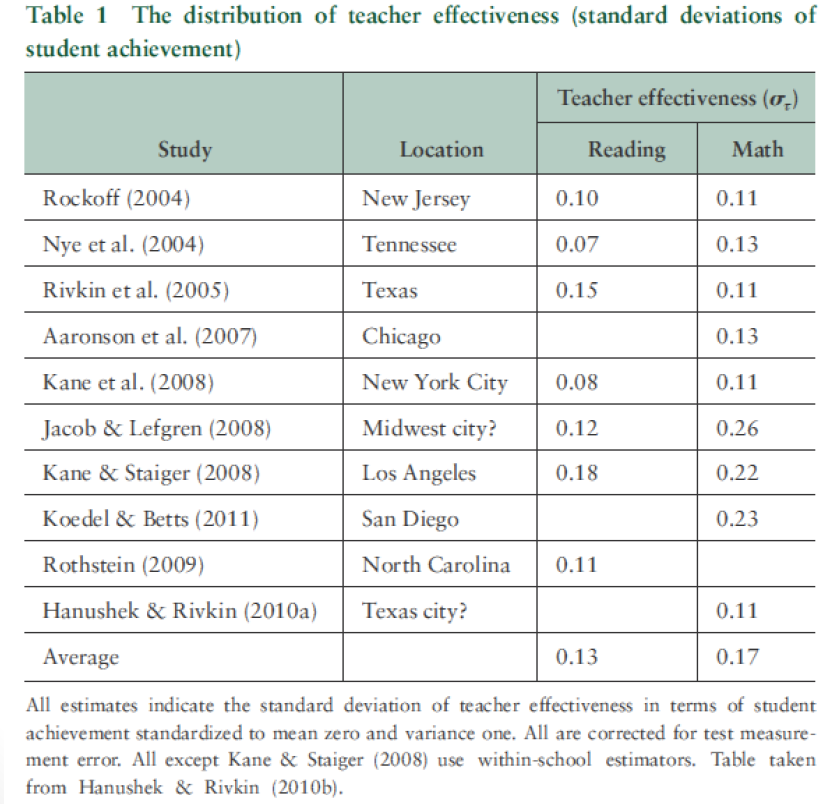 Table 1 The distribution of teacher effectiveness (standard deviations of
student achievement)
Teacher effectiveness (στ)
Study Location Reading Math
Rockoff (2004) New Jersey 0.10 0.11
Nye et al. (2004) Tennessee 0.07 0.13
Rivkin et al. (2005) Texas 0.15 0.11
Aaronson et al. (2007) Chicago 0.13
Kane et al. (2008) New York City 0.08 0.11
Jacob & Lefgren (2008) Midwest city? 0.12 0.26
Kane & Staiger (2008) Los Angeles 0.18 0.22
Koedel & Betts (2011) San Diego 0.23
Rothstein (2009) North Carolina 0.11
Hanushek & Rivkin (2010a) Texas city? 0.11
Average 0.13 0.17
All estimates indicate the standard deviation of teacher effectiveness in terms of student
achievement standardized to mean zero and variance one. All are corrected for test measure-
ment error. All except Kane & Staiger (2008) use within-school estimators. Table taken
from Hanushek & Rivkin (2010b).